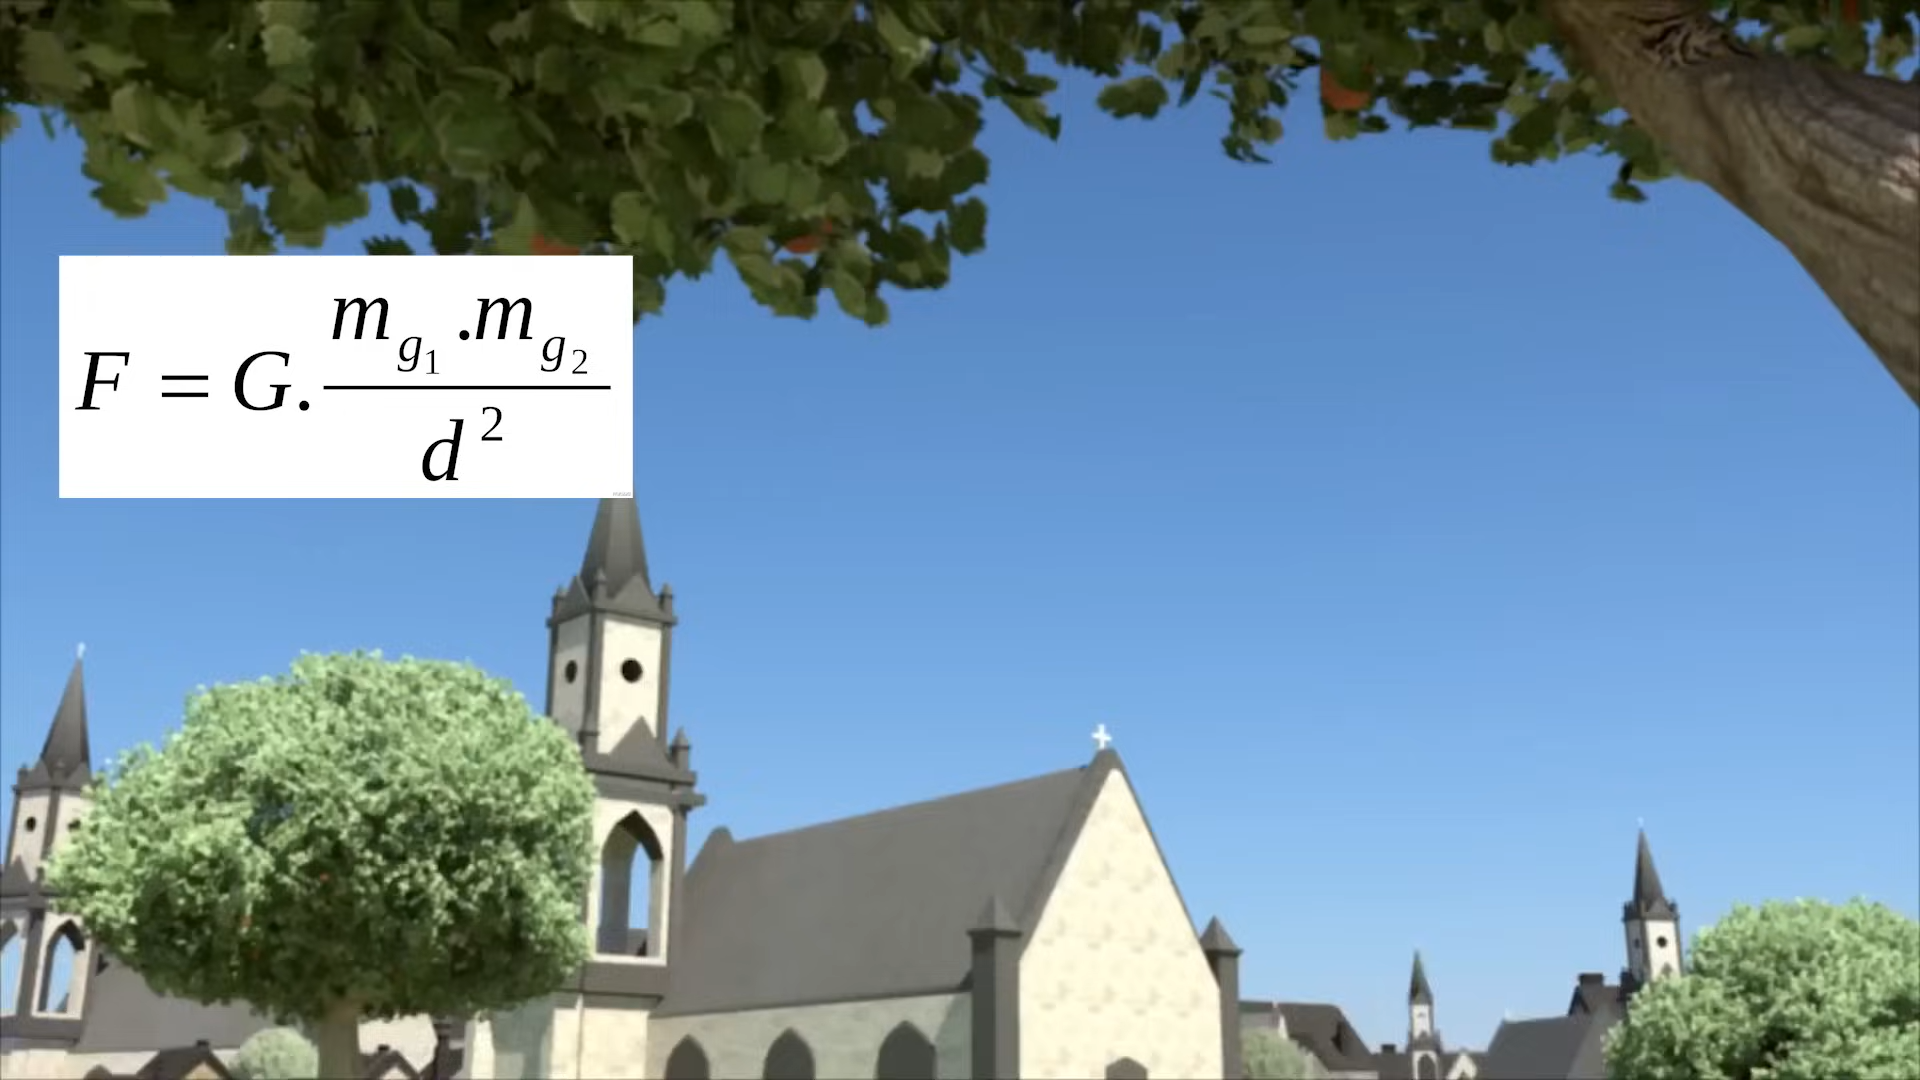 F = G. m_{g_1} . m_{g_2} / d^2